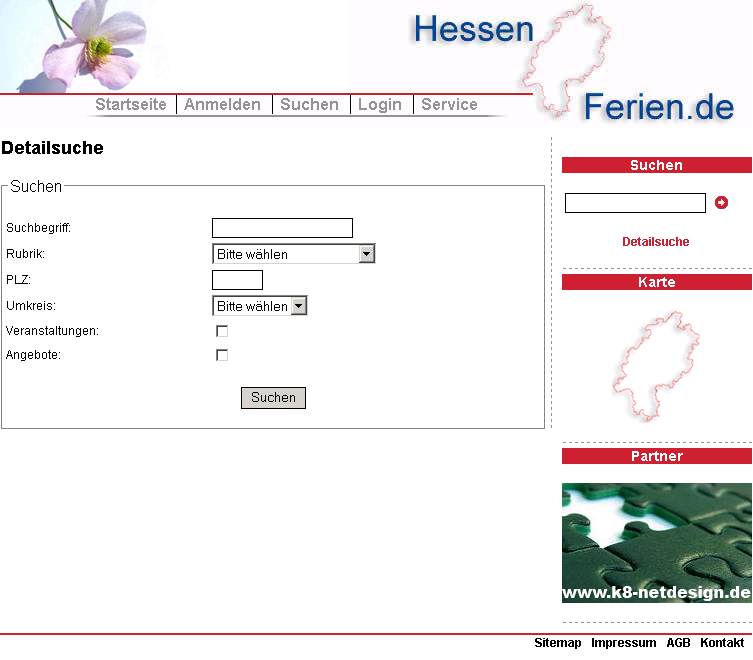 Hessen
Ferien.de
Startseite Anmelden Suchen Login Service
Detailsuche
Suchen
Suchbegriff:
Rubrik: Bitte wählen
PLZ:
Umkreis: Bitte wählen
Veranstaltungen:
Angebote:
Suchen
Suchen
Detailsuche
Karte
Partner
www.k8-netdesign.de
Sitemap Impressum AGB Kontakt